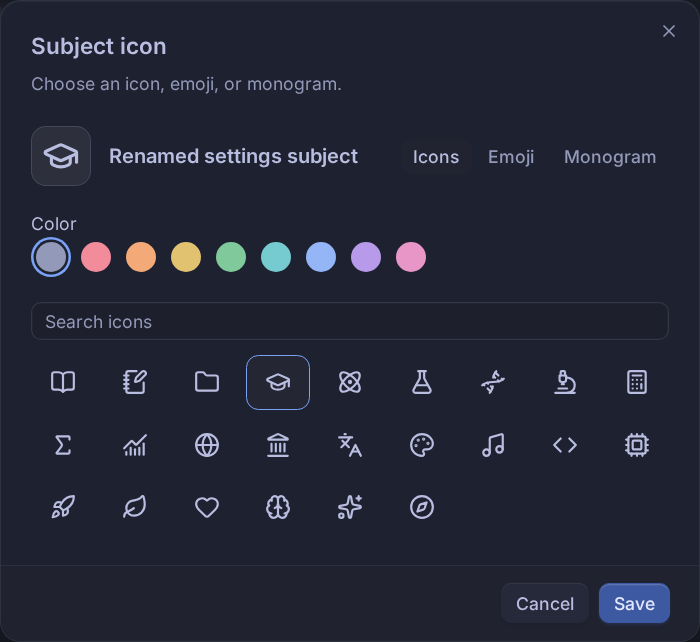 Subject icon
Choose an icon, emoji, or monogram.
Renamed settings subject
Icons
Emoji
Monogram
Color
Search icons
Cancel
Save